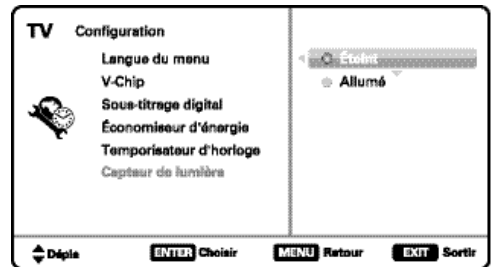 TV Configuration
Langue du menu
V-Chip
Sous-titrage digital
Économiseur d'énergie
Temporisateur d'horloge
Capteur de lumière
Éteint
Allumé
Dépla ENTER Choisir MENU Retour EXIT Sortir